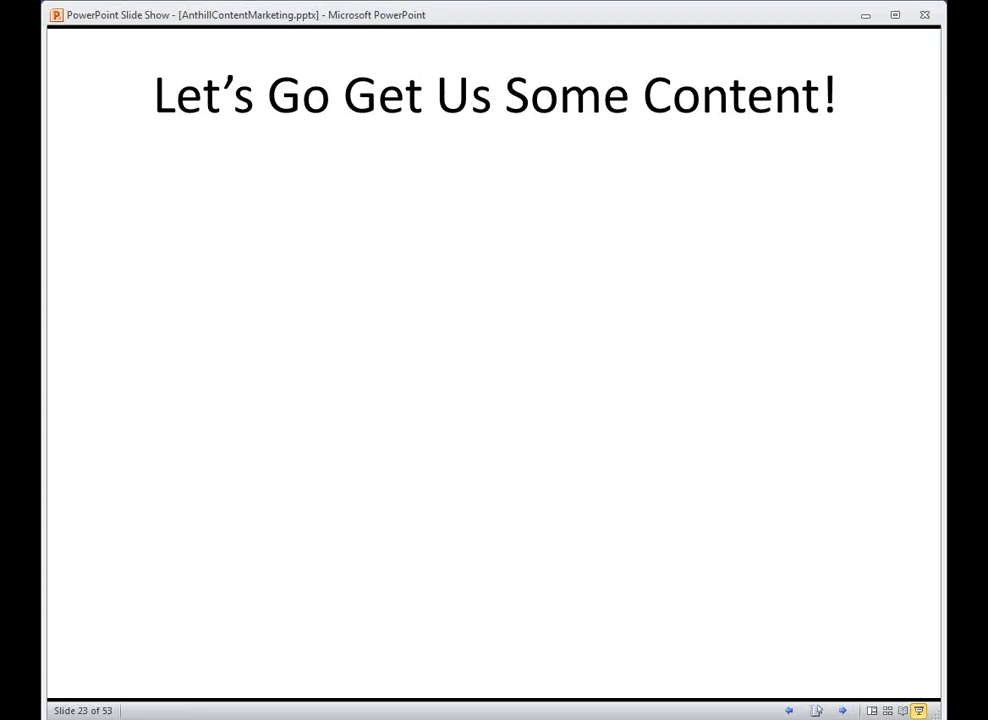 PowerPoint Slide Show - [AnthillContentMarketing.pptx] - Microsoft PowerPoint
Let’s Go Get Us Some Content!
Slide 23 of 53